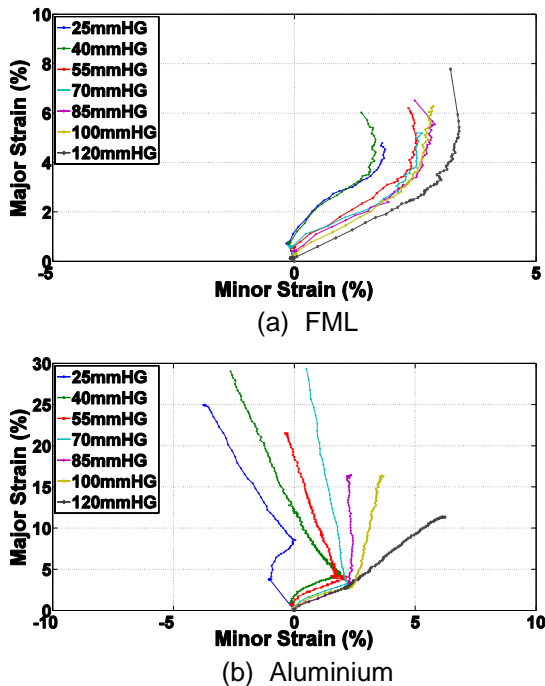 10
8
6
4
2
0
Major Strain (%)
25mmHG
40mmHG
55mmHG
70mmHG
85mmHG
100mmHG
120mmHG
-5 0 5
Minor Strain (%)
(a) FML
30
25
20
15
10
5
0
Major Strain (%)
25mmHG
40mmHG
55mmHG
70mmHG
85mmHG
100mmHG
120mmHG
-10 -5 0 5 10
Minor Strain (%)
(b) Aluminium